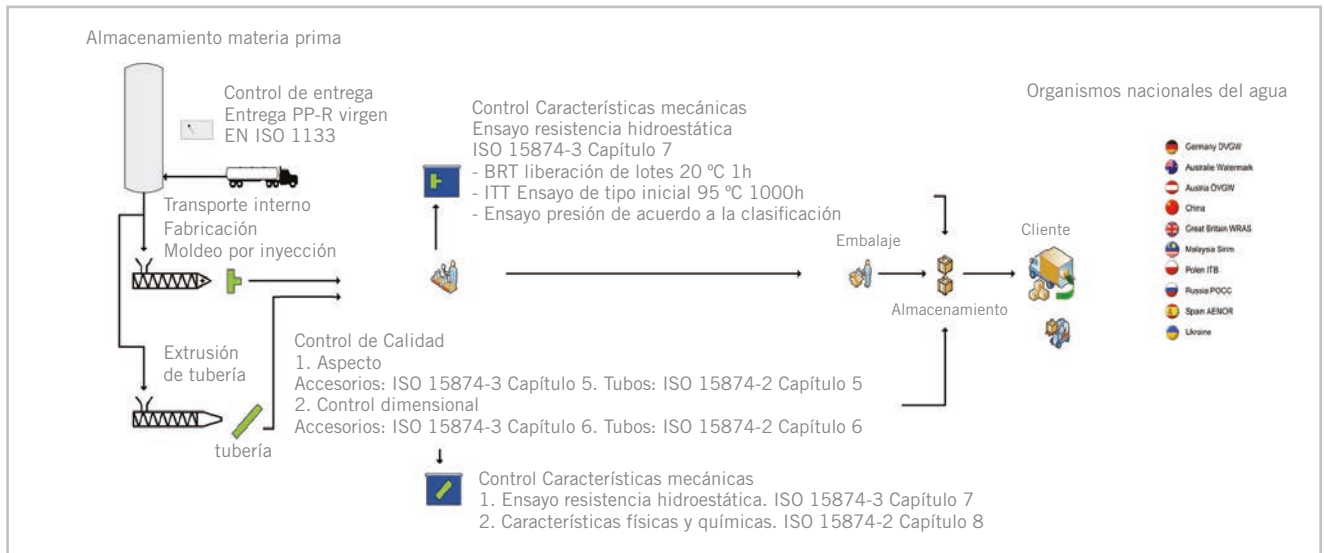 Almacenamiento materia prima
Control de entrega
Entrega PP-R virgen
EN ISO 1133
Transporte interno
Fabricación
Moldeo por inyección
Extrusión
de tubería
tubería
Control Características mecánicas
Ensayo resistencia hidroestática
ISO 15874-3 Capítulo 7
- BRT liberación de lotes 20 ºC 1h
- ITT Ensayo de tipo inicial 95 ºC 1000h
- Ensayo presión de acuerdo a la clasificación
Control de Calidad
1. Aspecto
Accesorios: ISO 15874-3 Capítulo 5. Tubos: ISO 15874-2 Capítulo 5
2. Control dimensional
Accesorios: ISO 15874-3 Capítulo 6. Tubos: ISO 15874-2 Capítulo 6
Control Características mecánicas
1. Ensayo resistencia hidroestática. ISO 15874-3 Capítulo 7
2. Características físicas y químicas. ISO 15874-2 Capítulo 8
Embalaje
Almacenamiento
Cliente
Organismos nacionales del agua
Germany DVGW
Australie Watermark
Austria ÖVGW
China
Great Britain WRAS
Malaysia Sirim
Polen ITB
Russia POCC
Spain AENOR
Ukraine